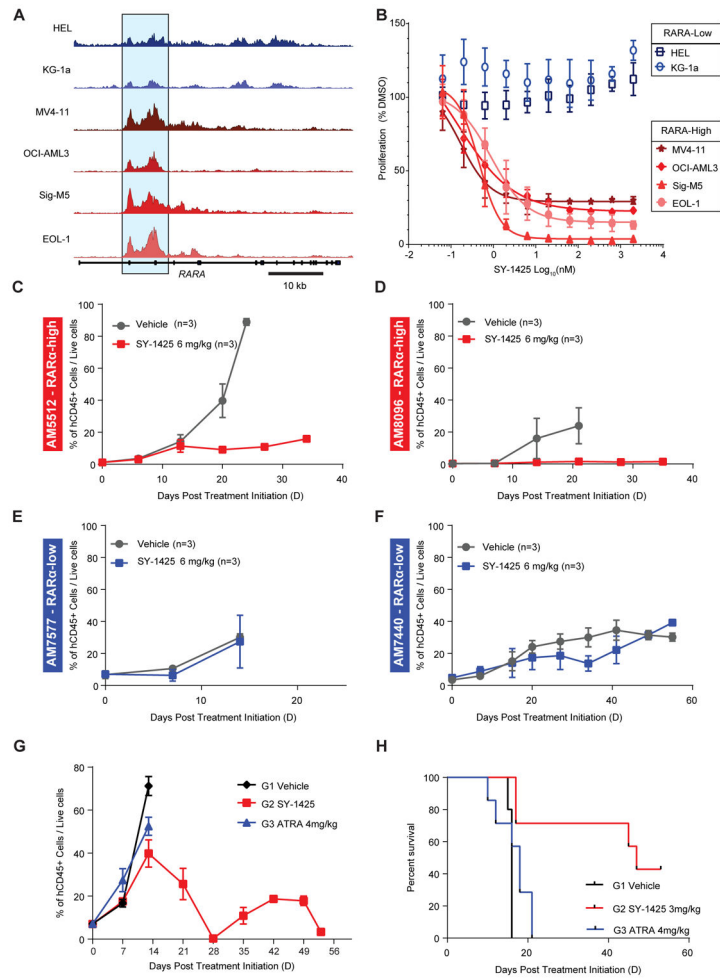 A
HEL
KG-1a
MV4-11
OCI-AML3
Sig-M5
EOL-1
RARA
10 kb
B
Proliferation (% DMSO)
150
100
50
0
-2 -1 0 1 2 3 4
SY-1425 Log10(nM)
RARA-Low
HEL
KG-1a
RARA-High
MV4-11
OCI-AML3
Sig-M5
EOL-1
C
AM5512 - RARα-high
% of hCD45+ Cells / Live cells
100
80
60
40
20
0
0 10 20 30 40
Days Post Treatment Initiation (D)
Vehicle (n=3)
SY-1425 6 mg/kg (n=3)
D
AM8096 - RARα-high
% of hCD45+ Cells / Live cells
100
80
60
40
20
0
0 10 20 30 40
Days Post Treatment Initiation (D)
Vehicle (n=3)
SY-1425 6 mg/kg (n=3)
E
AM7577 - RARα-low
% of hCD45+ Cells / Live cells
100
80
60
40
20
0
0 10 20
Days Post Treatment Initiation (D)
Vehicle (n=3)
SY-1425 6 mg/kg (n=3)
F
AM7440 - RARα-low
% of hCD45+ Cells / Live cells
100
80
60
40
20
0
0 20 40 60
Days Post Treatment Initiation (D)
Vehicle (n=3)
SY-1425 6 mg/kg (n=3)
G
% of hCD45+ Cells / Live cells
80
60
40
20
0
0 7 14 21 28 35 42 49 56
Days Post Treatment Initiation (D)
G1 Vehicle
G2 SY-1425
G3 ATRA 4mg/kg
H
Percent survival
100
80
60
40
20
0
0 20 40 60
Days Post Treatment Initiation (D)
G1 Vehicle
G2 SY-1425 3mg/kg
G3 ATRA 4mg/kg